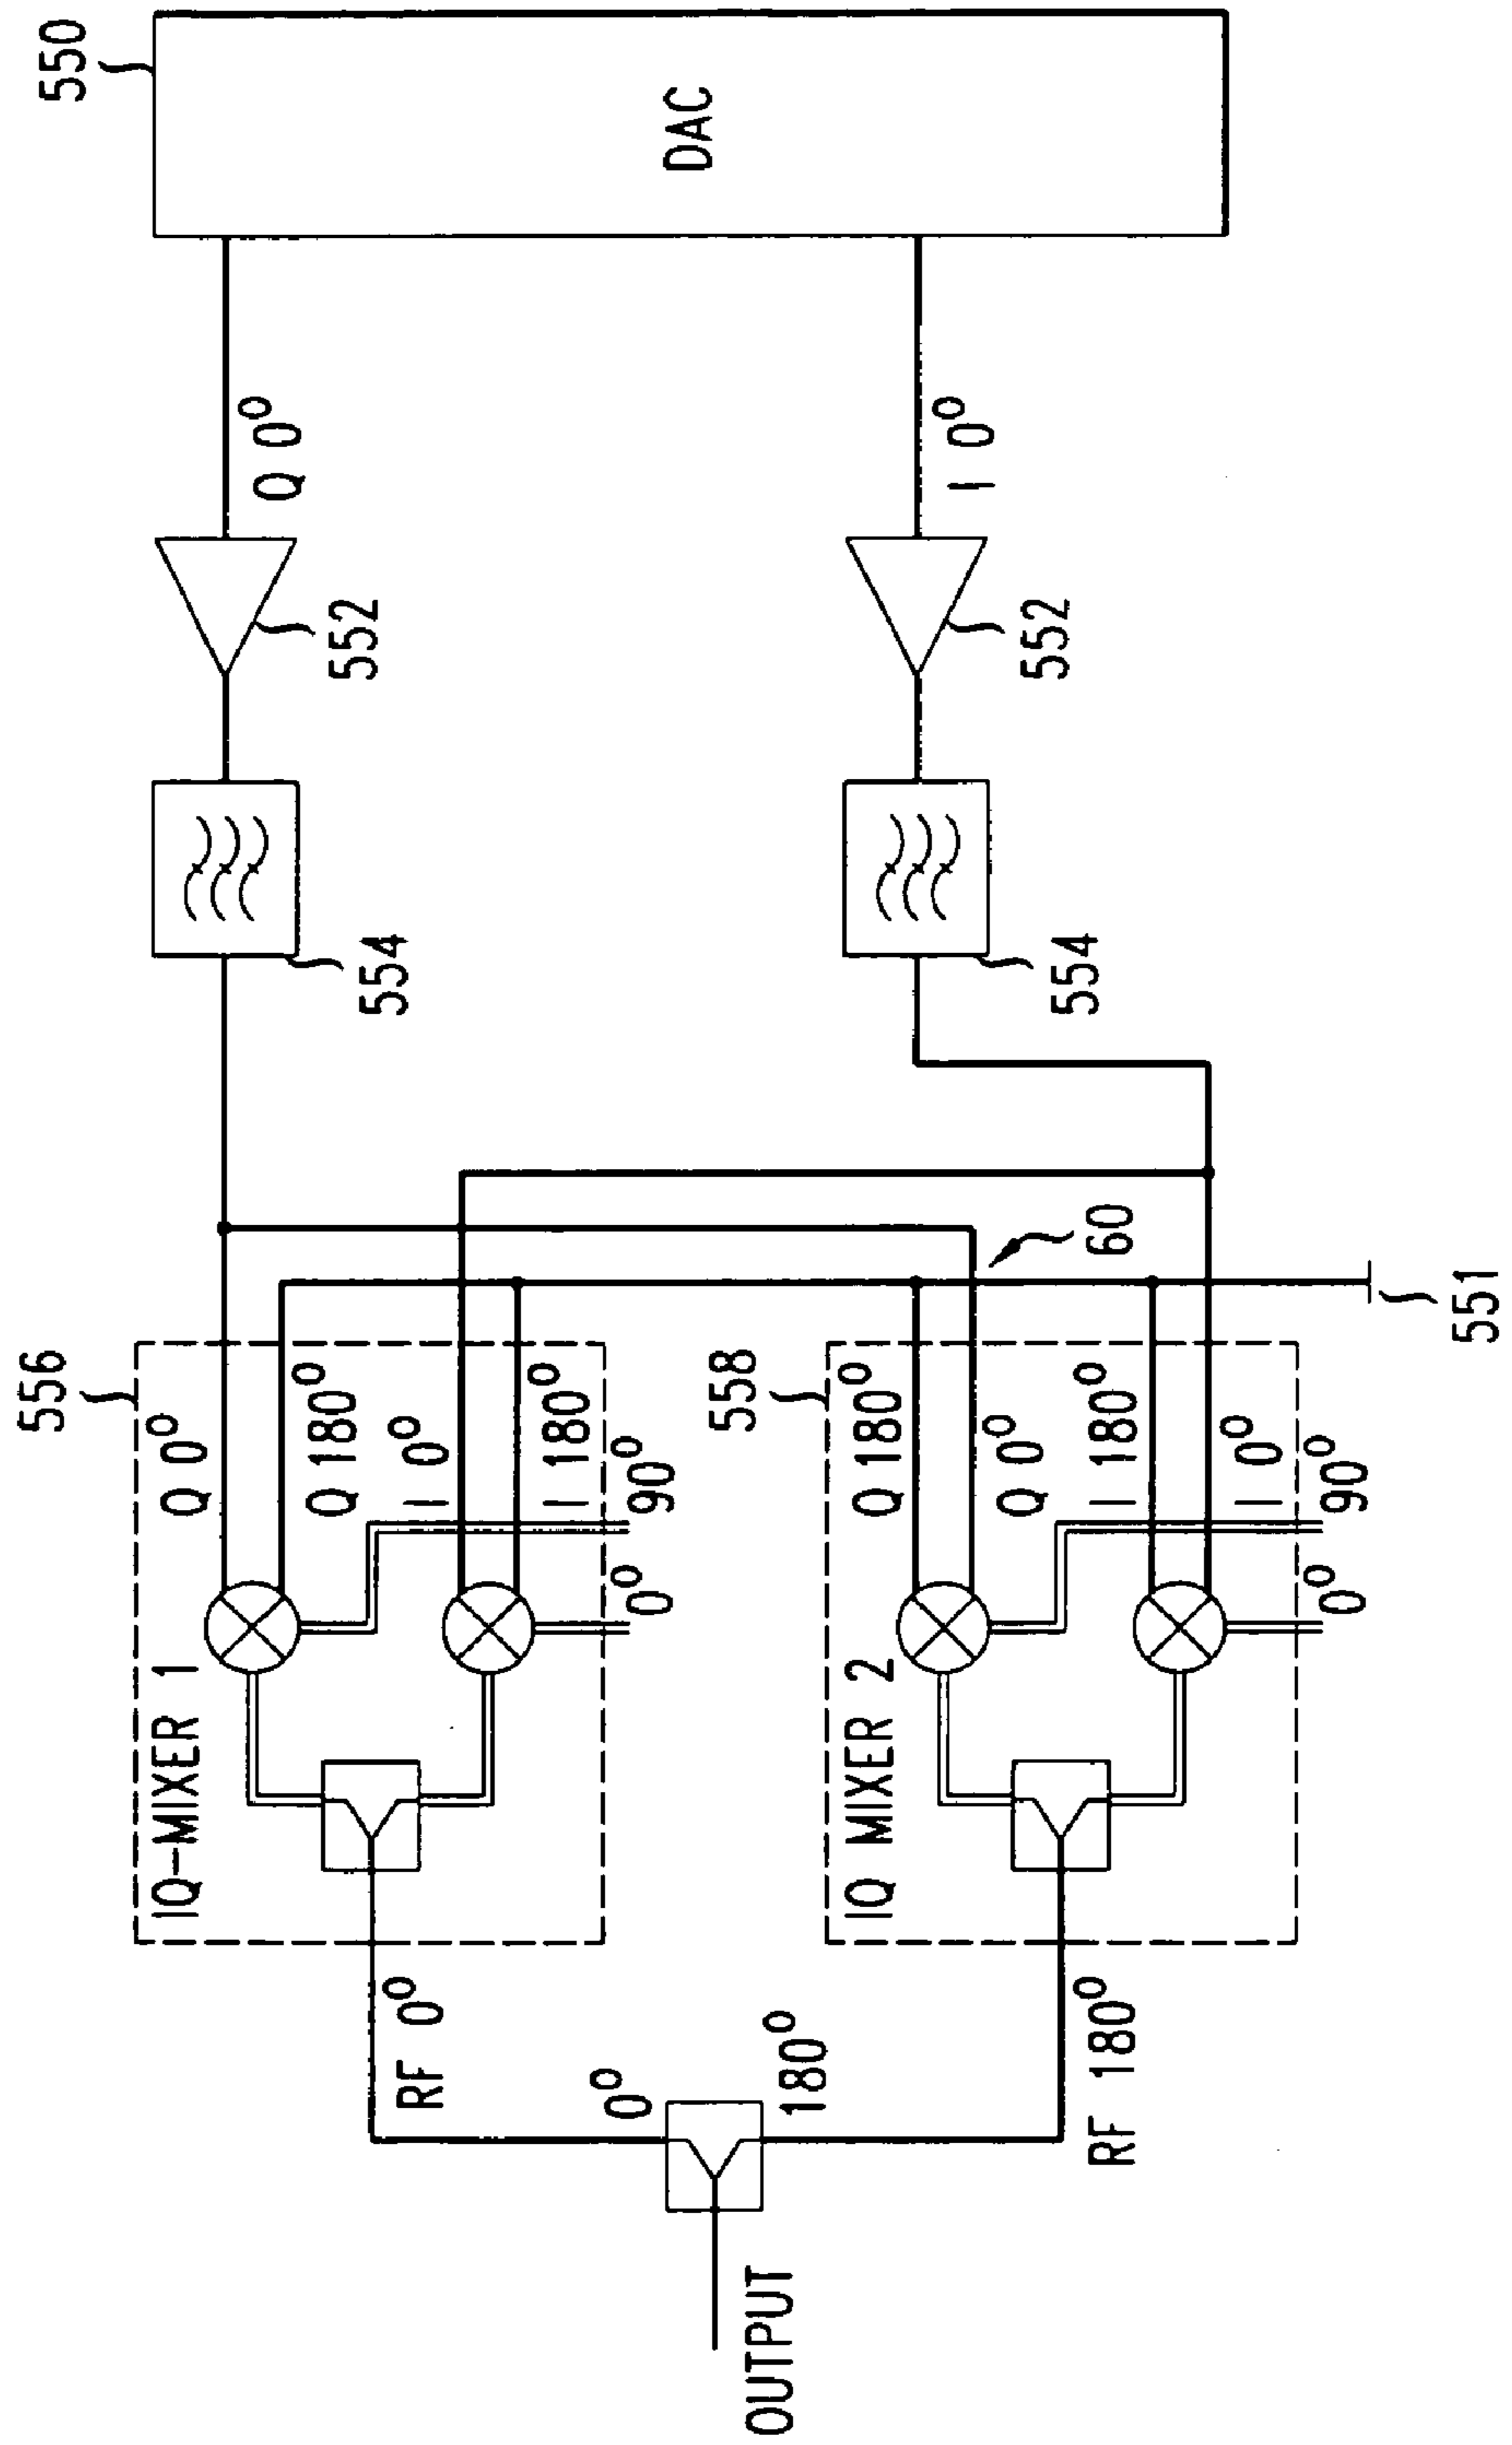 550
DAC
Q 0°
I 0°
552
552
554
554
60
551
556
Q 0°
Q 180°
I 0°
I 180°
90°
0°
IQ-MIXER 1
558
Q 180°
Q 0°
I 180°
I 0°
90°
0°
IQ MIXER 2
RF 0°
RF 180°
0°
180°
OUTPUT